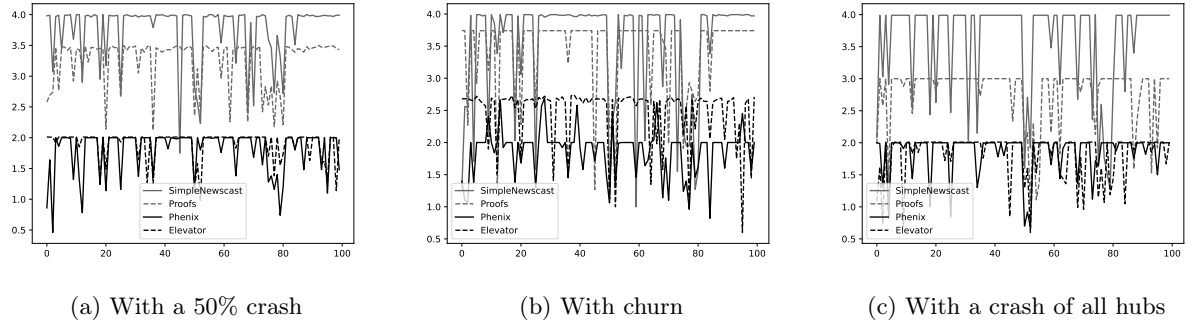 4.0
3.5
3.0
2.5
2.0
1.5
1.0
0.5
0 20 40 60 80 100
SimpleNewscast
Proofs
Phenix
Elevator
(a) With a 50% crash
4.0
3.5
3.0
2.5
2.0
1.5
1.0
0.5
0 20 40 60 80 100
SimpleNewscast
Proofs
Phenix
Elevator
(b) With churn
4.0
3.5
3.0
2.5
2.0
1.5
1.0
0.5
0 20 40 60 80 100
SimpleNewscast
Proofs
Phenix
Elevator
(c) With a crash of all hubs